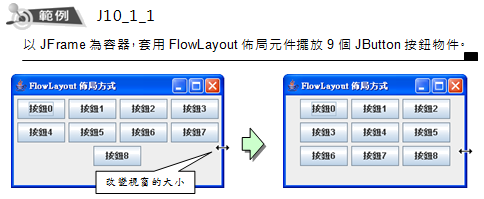 範例 J10_1_1
以 JFrame 為容器，套用 FlowLayout 佈局元件擺放 9 個 JButton 按鈕物件。
FlowLayout 佈局方式
按鈕0 按鈕1 按鈕2 按鈕3
按鈕4 按鈕5 按鈕6 按鈕7
按鈕8
改變視窗的大小
FlowLayout 佈局方式
按鈕0 按鈕1 按鈕2
按鈕3 按鈕4 按鈕5
按鈕6 按鈕7 按鈕8